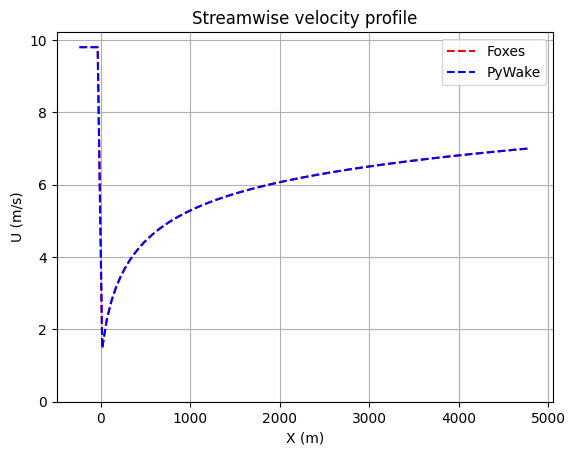 Streamwise velocity profile
Foxes
PyWake
10
8
6
4
2
0
U (m/s)
0 1000 2000 3000 4000 5000
X (m)